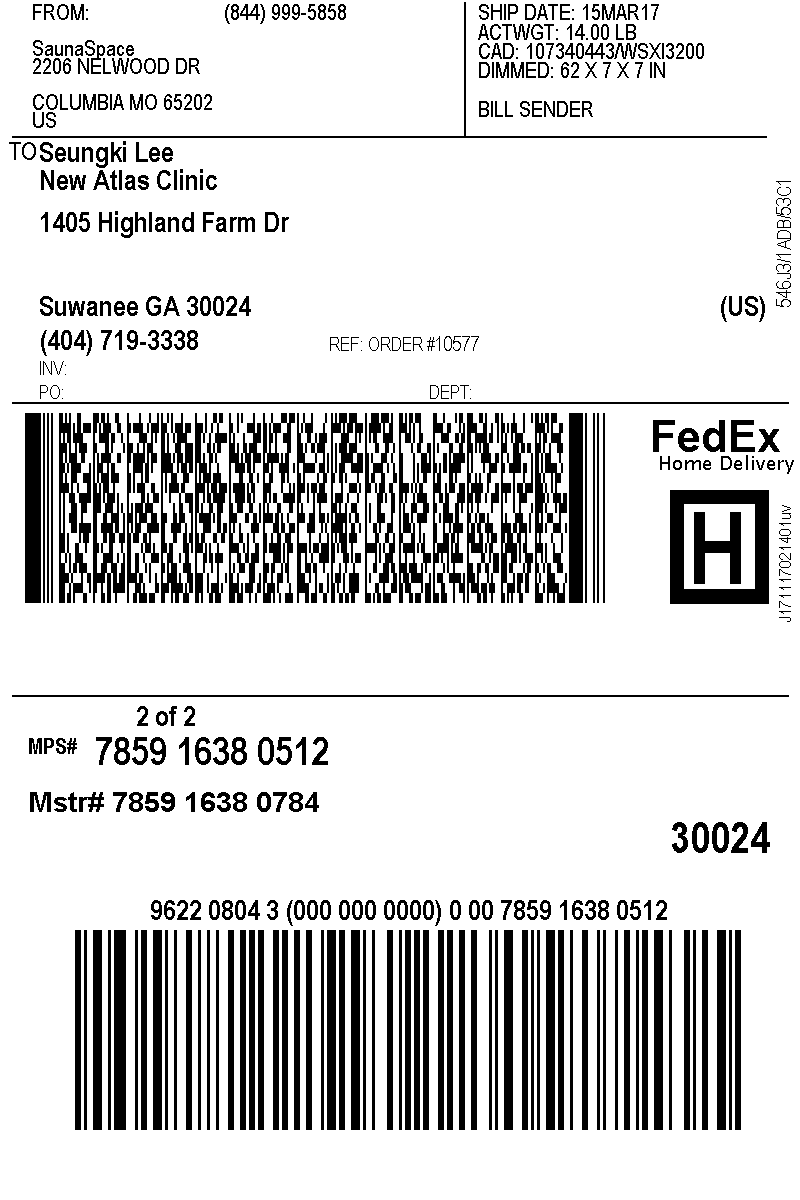 FROM: (844) 999-5858
SaunaSpace
2206 NELWOOD DR
COLUMBIA MO 65202
US
SHIP DATE: 15MAR17
ACTWGT: 14.00 LB
CAD: 107340443/WSXI3200
DIMMED: 62 X 7 X 7 IN
BILL SENDER
TO Seungki Lee
New Atlas Clinic
1405 Highland Farm Dr
Suwanee GA 30024 (US)
(404) 719-3338 REF: ORDER #10577
INV:
PO: DEPT:
546J3/1ADB/53C1
FedEx
Home Delivery
H
J171117021401uv
2 of 2
MPS# 7859 1638 0512
Mstr# 7859 1638 0784
30024
9622 0804 3 (000 000 0000) 0 00 7859 1638 0512